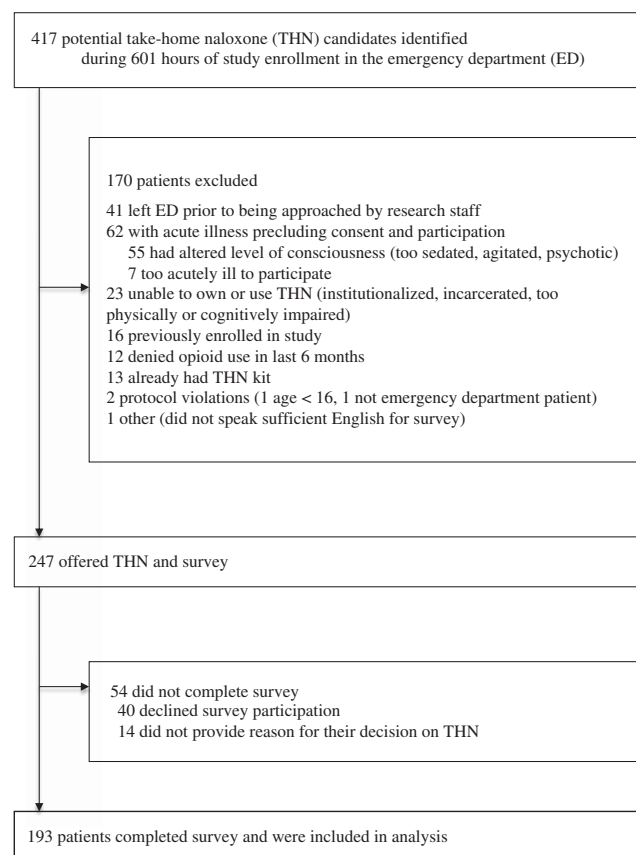 417 potential take-home naloxone (THN) candidates identified
during 601 hours of study enrollment in the emergency department (ED)
170 patients excluded
41 left ED prior to being approached by research staff
62 with acute illness precluding consent and participation
55 had altered level of consciousness (too sedated, agitated, psychotic)
7 too acutely ill to participate
23 unable to own or use THN (institutionalized, incarcerated, too
physically or cognitively impaired)
16 previously enrolled in study
12 denied opioid use in last 6 months
13 already had THN kit
2 protocol violations (1 age < 16, 1 not emergency department patient)
1 other (did not speak sufficient English for survey)
247 offered THN and survey
54 did not complete survey
40 declined survey participation
14 did not provide reason for their decision on THN
193 patients completed survey and were included in analysis